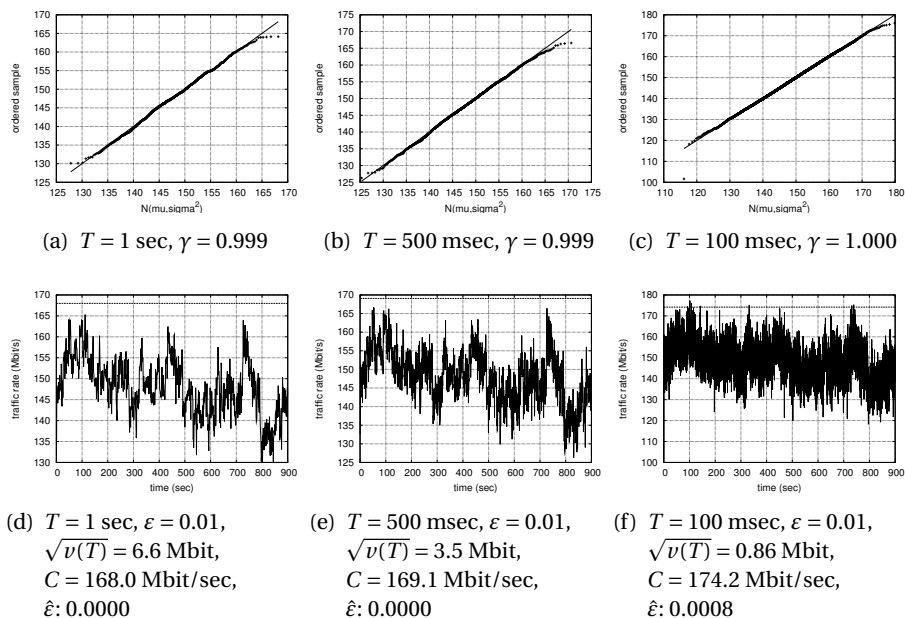 ordered sample
170
165
160
155
150
145
140
135
130
125
125 130 135 140 145 150 155 160 165 170
N(mu,sigma²)
(a) T = 1 sec, γ = 0.999
ordered sample
175
170
165
160
155
150
145
140
135
130
125
125 130 135 140 145 150 155 160 165 170 175
N(mu,sigma²)
(b) T = 500 msec, γ = 0.999
ordered sample
180
170
160
150
140
130
120
110
100
110 120 130 140 150 160 170 180
N(mu,sigma²)
(c) T = 100 msec, γ = 1.000
traffic rate (Mbit/s)
170
165
160
155
150
145
140
135
130
0 100 200 300 400 500 600 700 800 900
time (sec)
(d) T = 1 sec, ε = 0.01,
√v(T) = 6.6 Mbit,
C = 168.0 Mbit/sec,
ε̂: 0.0000
traffic rate (Mbit/s)
170
165
160
155
150
145
140
135
130
125
0 100 200 300 400 500 600 700 800 900
time (sec)
(e) T = 500 msec, ε = 0.01,
√v(T) = 3.5 Mbit,
C = 169.1 Mbit/sec,
ε̂: 0.0000
traffic rate (Mbit/s)
180
170
160
150
140
130
120
110
100
0 100 200 300 400 500 600 700 800 900
time (sec)
(f) T = 100 msec, ε = 0.01,
√v(T) = 0.86 Mbit,
C = 174.2 Mbit/sec,
ε̂: 0.0008